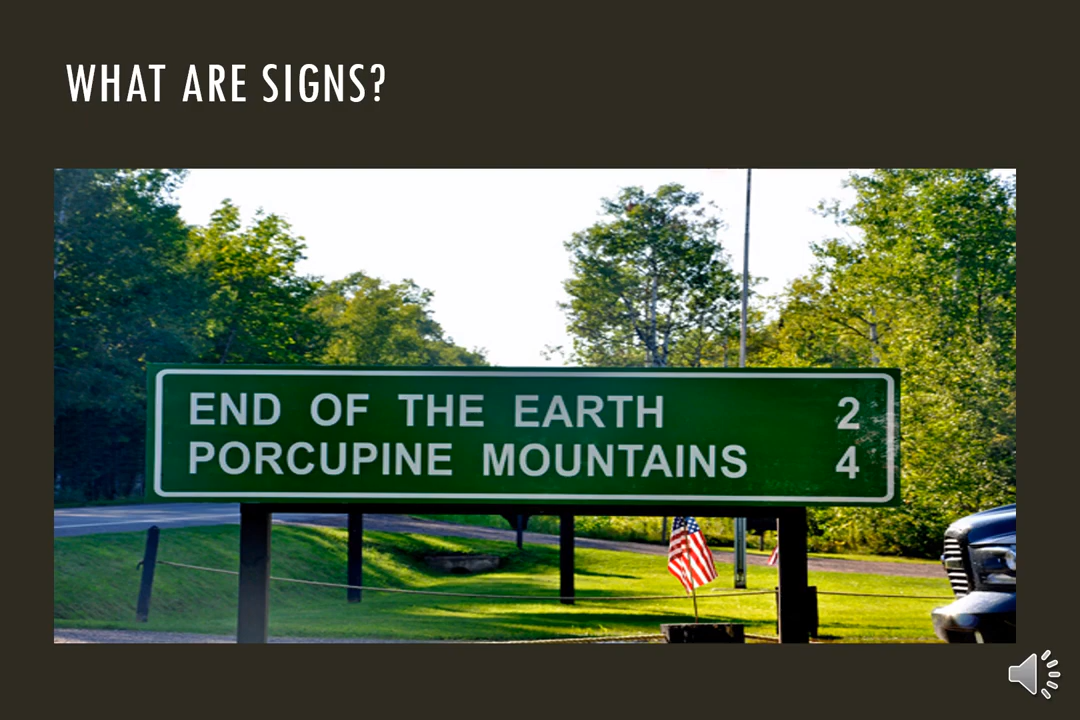 WHAT ARE SIGNS?
END OF THE EARTH 2
PORCUPINE MOUNTAINS 4